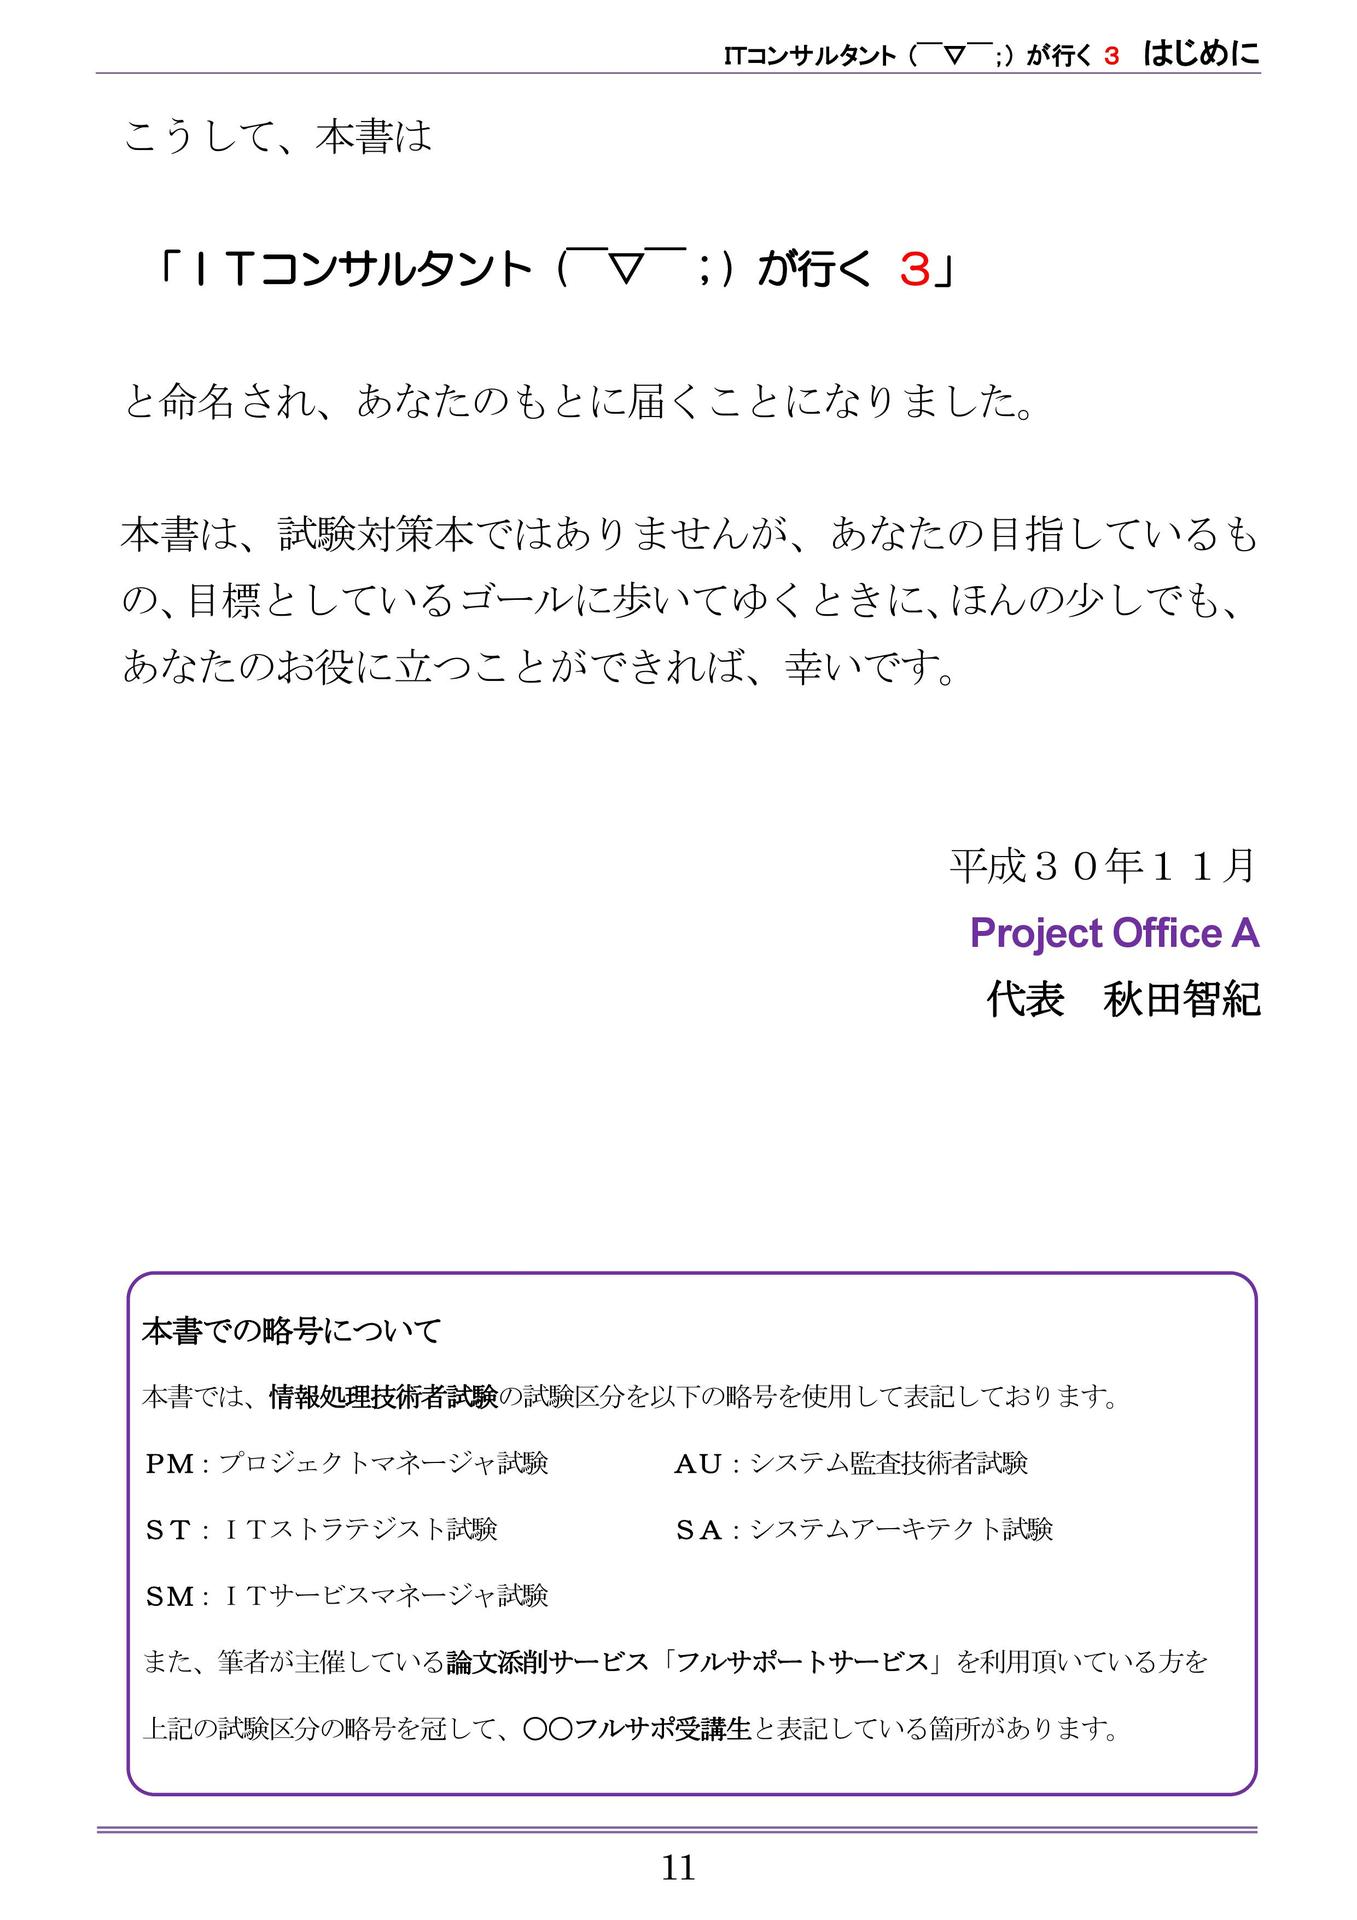 ITコンサルタント（￣▽￣；）が行く 3　はじめに
こうして、本書は
「ＩＴコンサルタント（￣▽￣；）が行く ３」
と命名され、あなたのもとに届くことになりました。
本書は、試験対策本ではありませんが、あなたの目指しているも
の、目標としているゴールに歩いてゆくときに、ほんの少しでも、
あなたのお役に立つことができれば、幸いです。
平成３０年１１月
Project Office A
代表　秋田智紀
本書での略号について
本書では、情報処理技術者試験の試験区分を以下の略号を使用して表記しております。
ＰＭ：プロジェクトマネージャ試験　ＡＵ：システム監査技術者試験
ＳＴ：ＩＴストラテジスト試験　ＳＡ：システムアーキテクト試験
ＳＭ：ＩＴサービスマネージャ試験
また、筆者が主催している論文添削サービス「フルサポートサービス」を利用頂いている方を
上記の試験区分の略号を冠して、〇〇フルサポ受講生と表記している箇所があります。
11